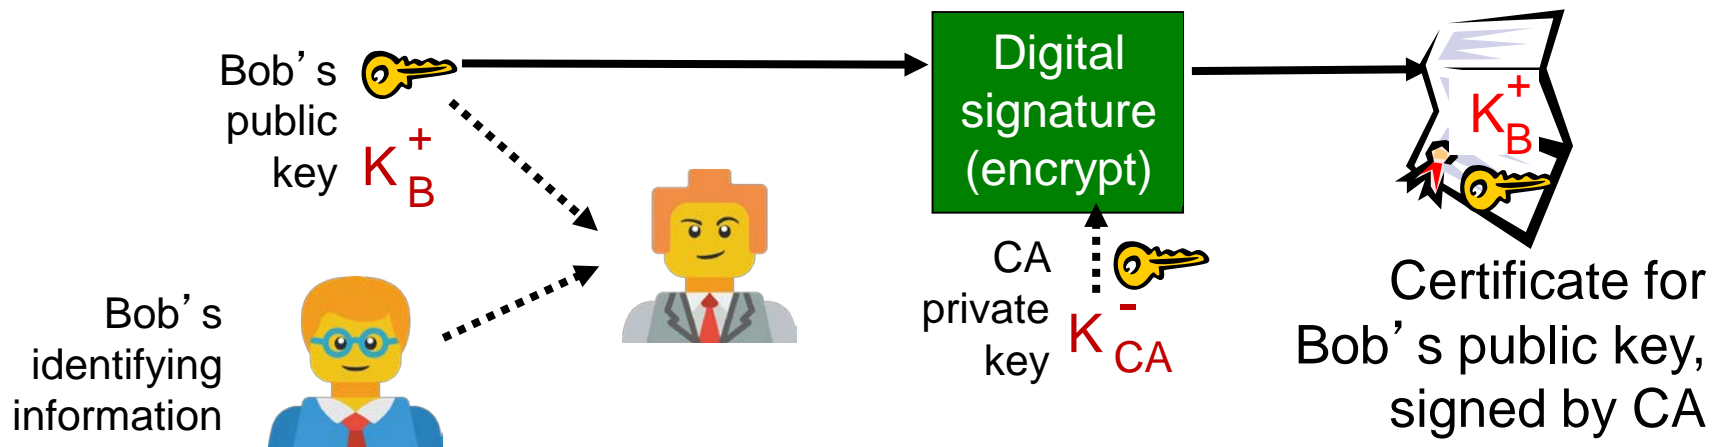 Bob's
public
key
K
+
B
Bob's
identifying
information
Digital
signature
(encrypt)
CA
private
key
K
-
CA
K
+
B
Certificate for
Bob's public key,
signed by CA